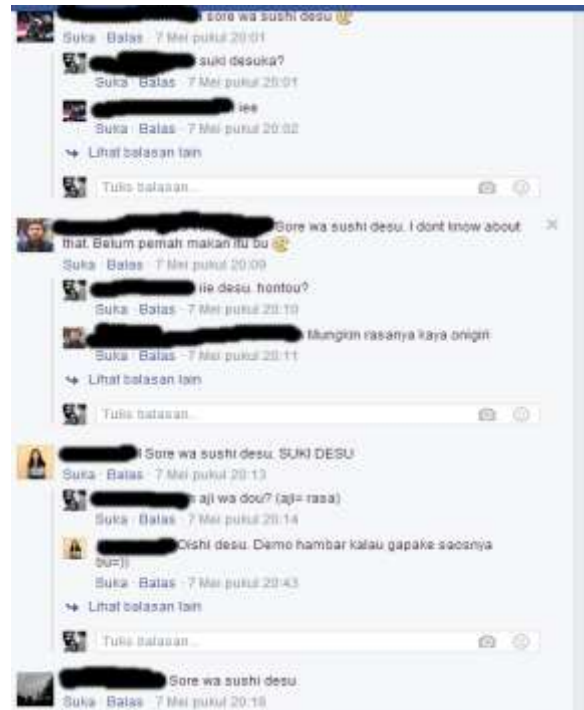 sore wa sushi desu
Suka · Balas · 7 Mei pukul 20:01
suki desuka?
Suka · Balas · 7 Mei pukul 20:01
iee
Suka · Balas · 7 Mei pukul 20:02
Lihat balasan lain
Tulis balasan...
Sore wa sushi desu. I dont know about
that. Belum pernah makan itu bu
Suka · Balas · 7 Mei pukul 20:09
iie desu. hontou?
Suka · Balas · 7 Mei pukul 20:10
Mungkin rasanya kaya onigiri
Suka · Balas · 7 Mei pukul 20:11
Lihat balasan lain
Tulis balasan...
Sore wa sushi desu. SUKI DESU
Suka · Balas · 7 Mei pukul 20:13
aji wa dou? (aji= rasa)
Suka · Balas · 7 Mei pukul 20:14
Oishi desu. Demo hambar kalau gapake saosnya
bu=))
Suka · Balas · 7 Mei pukul 20:43
Lihat balasan lain
Tulis balasan...
Sore wa sushi desu
Suka · Balas · 7 Mei pukul 20:18